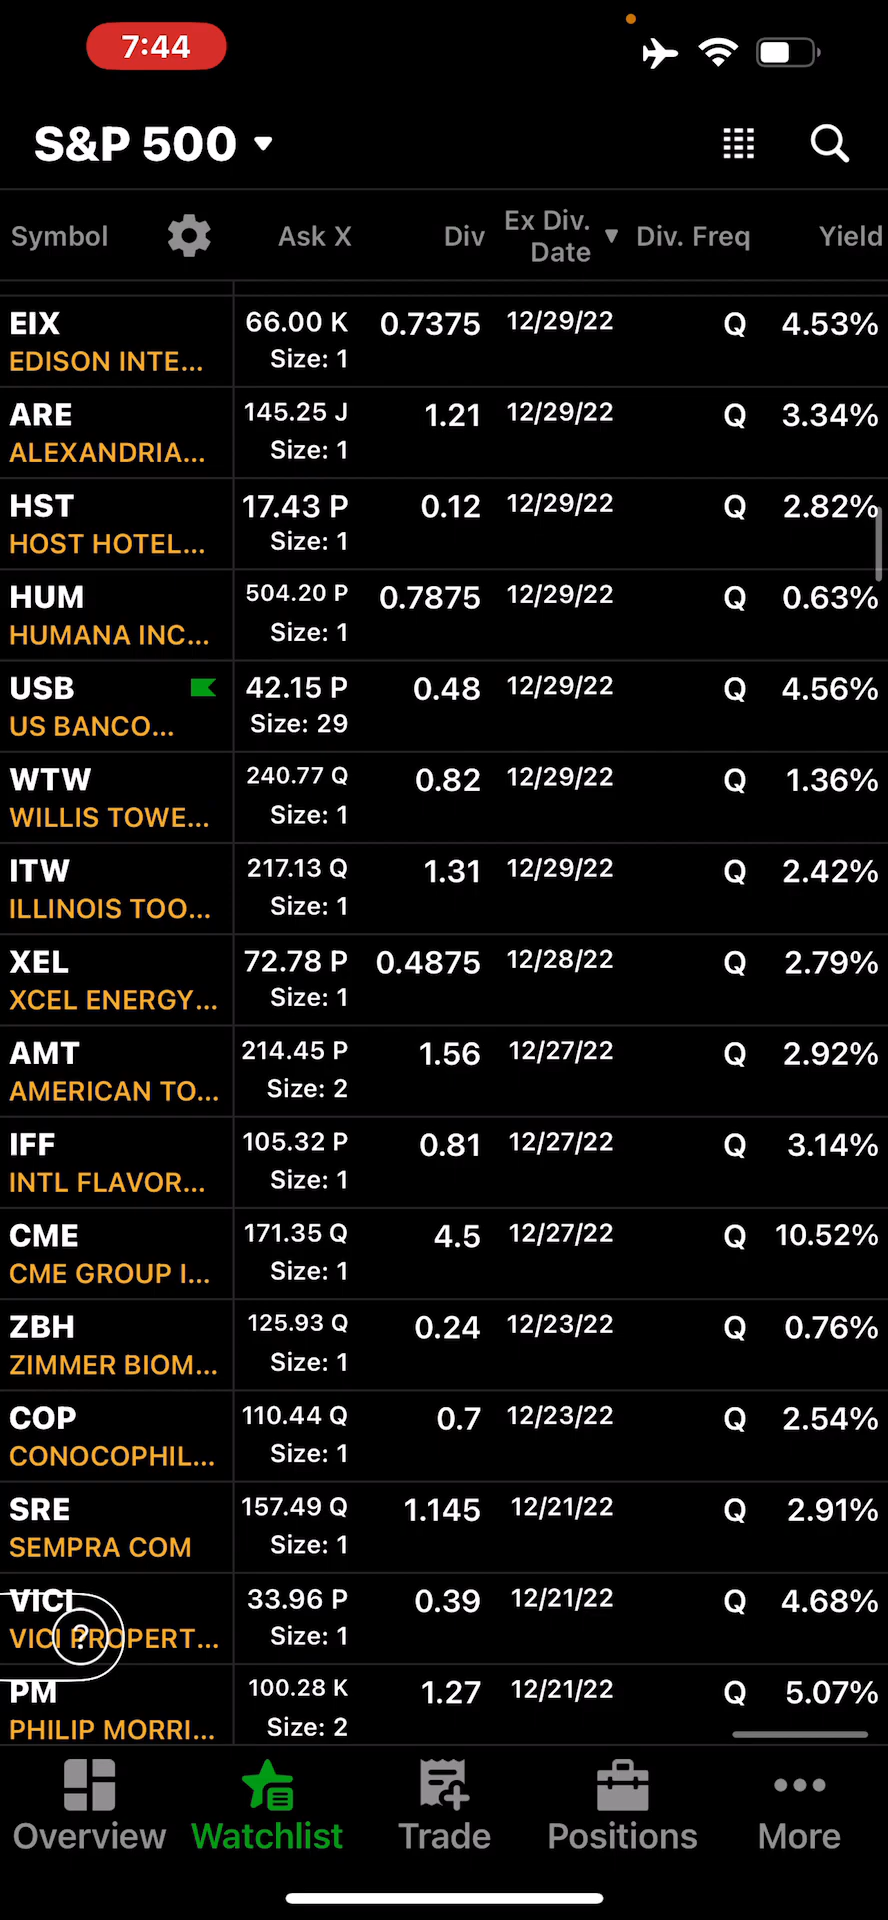 7:44
S&P 500
Symbol Ask X Div Ex Div. Date Div. Freq Yield
EIX 66.00 K 0.7375 12/29/22 Q 4.53%
EDISON INTE... Size: 1
ARE 145.25 J 1.21 12/29/22 Q 3.34%
ALEXANDRIA... Size: 1
HST 17.43 P 0.12 12/29/22 Q 2.82%
HOST HOTEL... Size: 1
HUM 504.20 P 0.7875 12/29/22 Q 0.63%
HUMANA INC... Size: 1
USB 42.15 P 0.48 12/29/22 Q 4.56%
US BANCO... Size: 29
WTW 240.77 Q 0.82 12/29/22 Q 1.36%
WILLIS TOWE... Size: 1
ITW 217.13 Q 1.31 12/29/22 Q 2.42%
ILLINOIS TOO... Size: 1
XEL 72.78 P 0.4875 12/28/22 Q 2.79%
XCEL ENERGY... Size: 1
AMT 214.45 P 1.56 12/27/22 Q 2.92%
AMERICAN TO... Size: 2
IFF 105.32 P 0.81 12/27/22 Q 3.14%
INTL FLAVOR... Size: 1
CME 171.35 Q 4.5 12/27/22 Q 10.52%
CME GROUP I... Size: 1
ZBH 125.93 Q 0.24 12/23/22 Q 0.76%
ZIMMER BIOM... Size: 1
COP 110.44 Q 0.7 12/23/22 Q 2.54%
CONOCOPHIL... Size: 1
SRE 157.49 Q 1.145 12/21/22 Q 2.91%
SEMPRA COM Size: 1
VICI 33.96 P 0.39 12/21/22 Q 4.68%
VICI PROPERT... Size: 1
?
PM 100.28 K 1.27 12/21/22 Q 5.07%
PHILIP MORRI... Size: 2
Overview Watchlist Trade Positions More